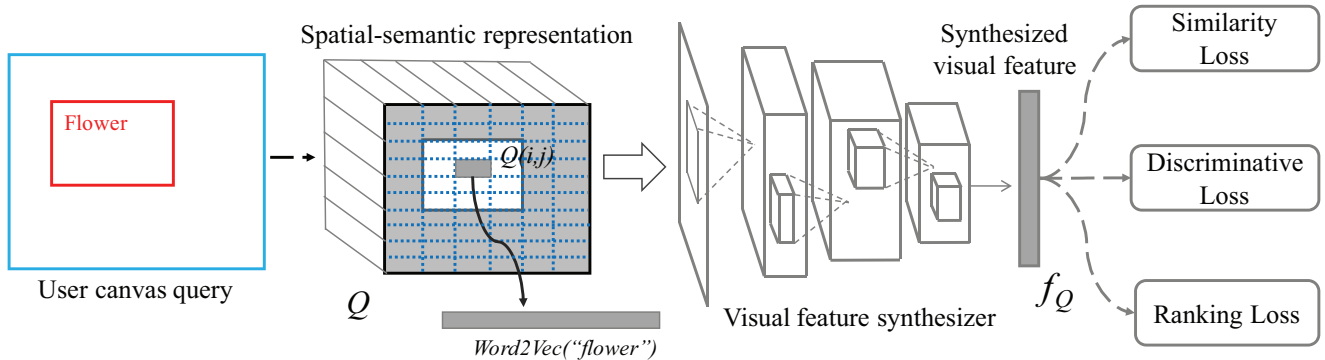 Flower
User canvas query
Spatial-semantic representation
Q(i,j)
Q
Word2Vec(“flower”)
Visual feature synthesizer
Synthesized
visual feature
f_Q
Similarity
Loss
Discriminative
Loss
Ranking Loss